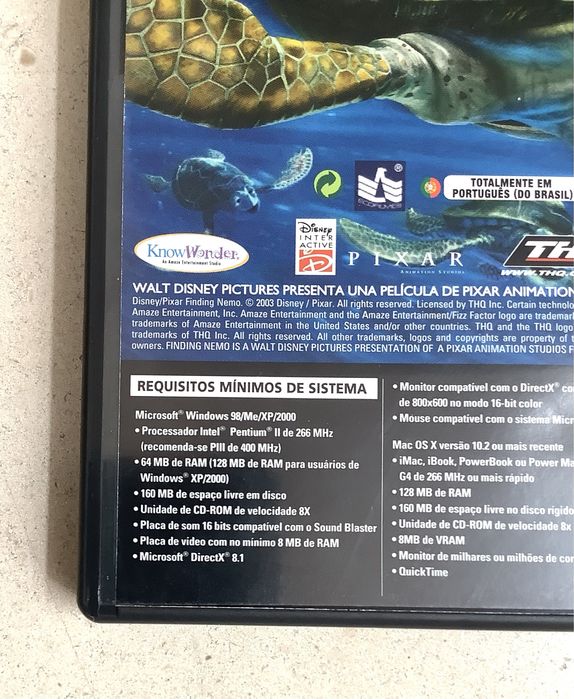 ECOFILMES
TOTALMENTE EM
PORTUGUÊS (DO BRASIL)
KnowWonder
An Amaze Entertainment Studio
Disney
INTER
ACTIVE
PIXAR
ANIMATION STUDIOS
WWW.THQ.
WALT DISNEY PICTURES PRESENTA UNA PELÍCULA DE PIXAR ANIMATION
Disney/Pixar Finding Nemo. © 2003 Disney / Pixar. All rights reserved. Licensed by THQ Inc. Certain
Amaze Entertainment, Inc. Amaze Entertainment and the Amaze Entertainment/Fizz Factor logo are
trademarks of Amaze Entertainment in the United States and/or other countries. THQ and the THQ logo
trademarks of THQ Inc. All rights reserved. All other trademarks, logos and copyrights are property of
owners. FINDING NEMO IS A WALT DISNEY PICTURES PRESENTATION OF A PIXAR ANIMATION STUDIOS
REQUISITOS MÍNIMOS DE SISTEMA
Microsoft® Windows 98/Me/XP/2000
• Processador Intel® Pentium® II de 266 MHz
(recomenda-se PIII de 400 MHz)
• 64 MB de RAM (128 MB de RAM para usuários de
Windows® XP/2000)
• 160 MB de espaço livre em disco
• Unidade de CD-ROM de velocidade 8X
• Placa de som 16 bits compatível com o Sound Blaster
• Placa de vídeo com no mínimo 8 MB de RAM
• Microsoft® DirectX® 8.1
• Monitor compatível com o DirectX®
de 800x600 no modo 16-bit color
• Mouse compatível com o sistema
Mac OS X versão 10.2 ou mais recente
• iMac, iBook, PowerBook ou Power
G4 de 266 MHz ou mais rápido
• 128 MB de RAM
• 160 MB de espaço livre no disco rígido
• Unidade de CD-ROM de velocidade 8x
• 8MB de VRAM
• Monitor de milhares ou milhões de
• QuickTime